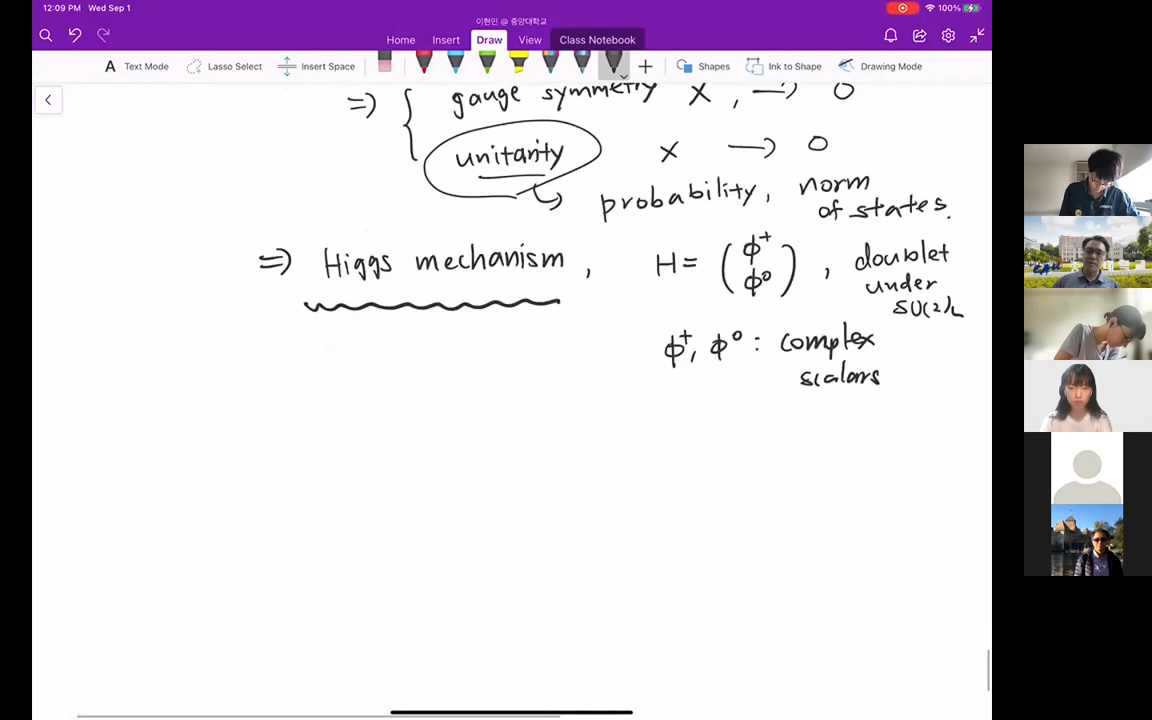 12:09 PM Wed Sep 1
100%
이현민 @ 중앙대학교
Home Insert Draw View Class Notebook
Text Mode Lasso Select Insert Space Shapes Ink to Shape Drawing Mode
=> { gauge symmetry X , → O
unitarity X → O
probability, norm of states.
=> Higgs mechanism , H = (φ⁺ φ⁰) , doublet under SU(2)L
φ⁺, φ⁰ : complex scalars